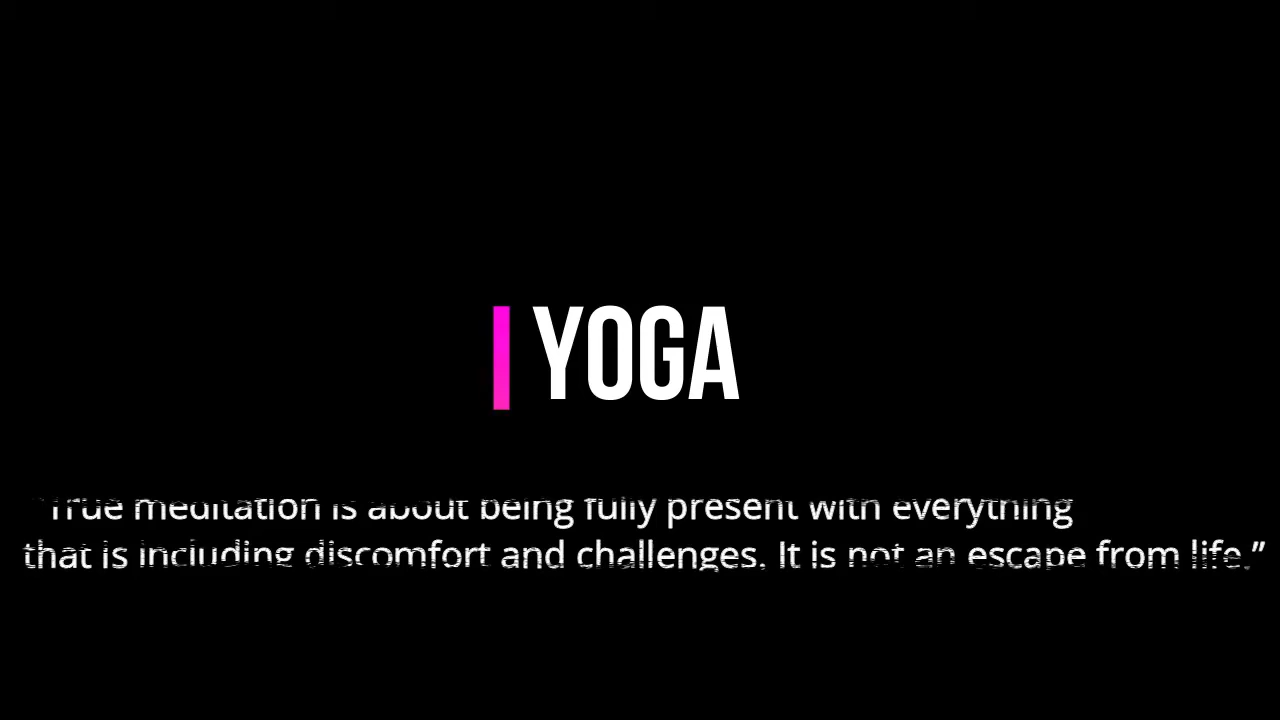 YOGA
"True meditation is about being fully present with everything
that is including discomfort and challenges. It is not an escape from life.”